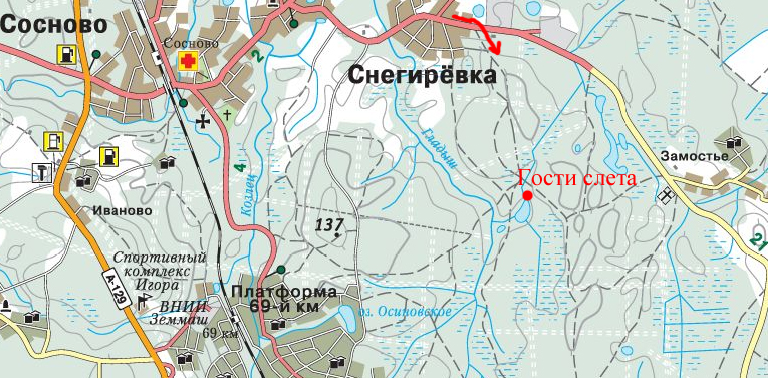 Сосново
Сосново
2
Снегирёвка
Гладыш
Замостье
Гости слета
Козлец
4
Иваново
137
21
Спортивный
комплекс
Игора
А-129
ВНИИ
Земмаш
69 км
Платформа
69-й км
оз. Осиновское